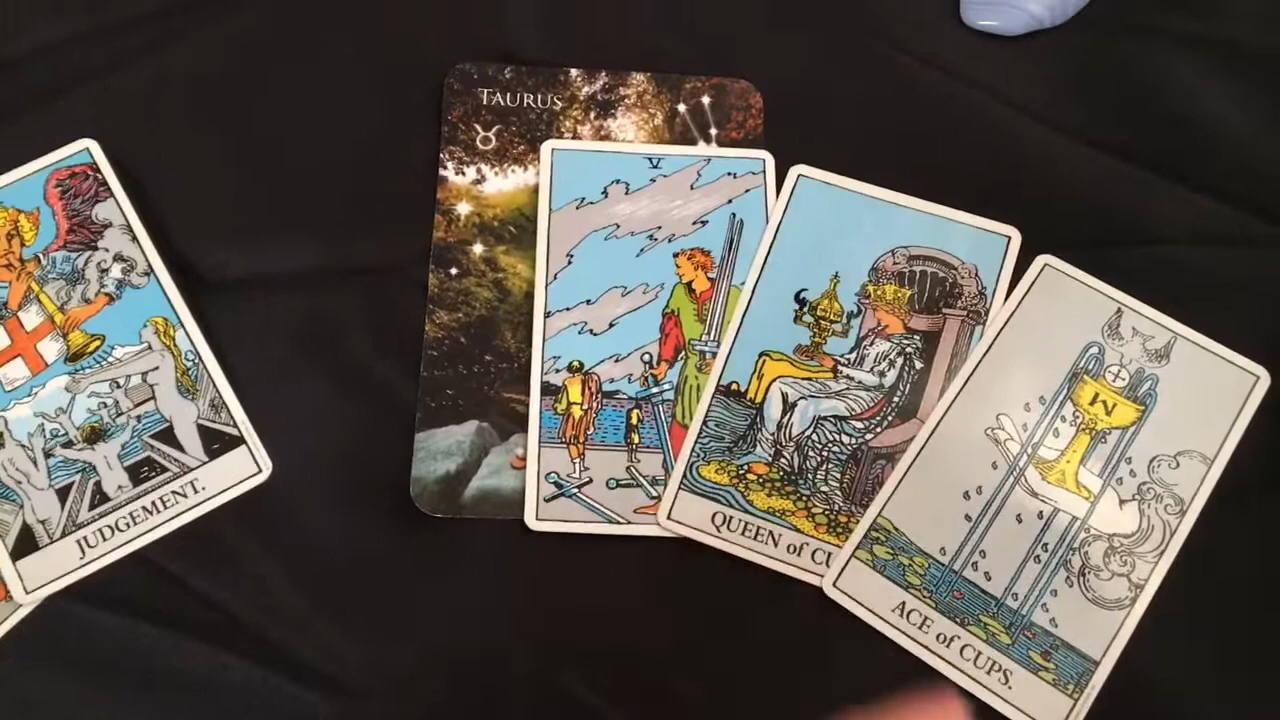 TAURUS
♉
V
JUDGEMENT.
QUEEN of CU
W
ACE of CUPS.